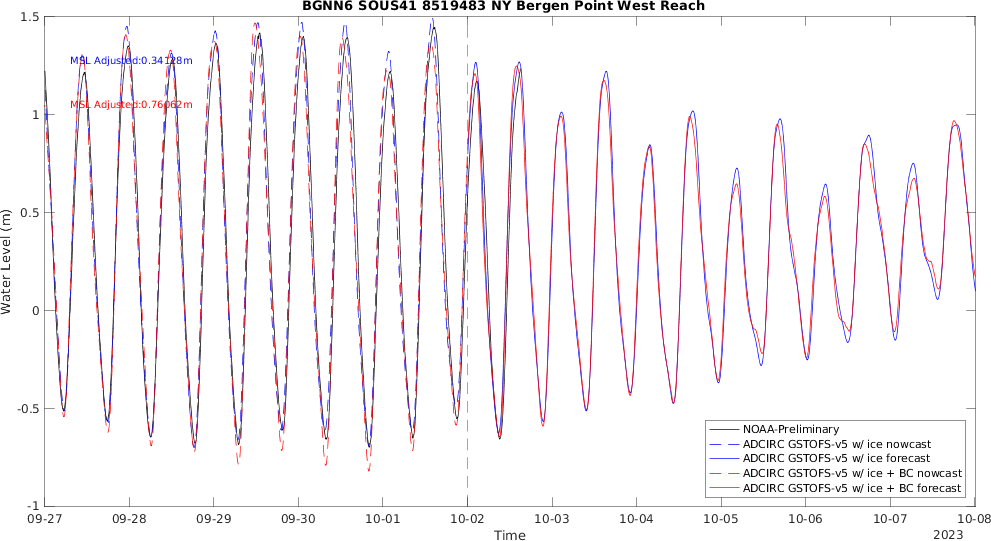 BGNN6 SOUS41 8519483 NY Bergen Point West Reach
1.5
1
0.5
0
-0.5
-1
Water Level (m)
MSL Adjusted:0.34128m
MSL Adjusted:0.76062m
NOAA-Preliminary
ADCIRC GSTOFS-v5 w/ ice nowcast
ADCIRC GSTOFS-v5 w/ ice forecast
ADCIRC GSTOFS-v5 w/ ice + BC nowcast
ADCIRC GSTOFS-v5 w/ ice + BC forecast
09-27 09-28 09-29 09-30 10-01 10-02 10-03 10-04 10-05 10-06 10-07 10-08
Time
2023